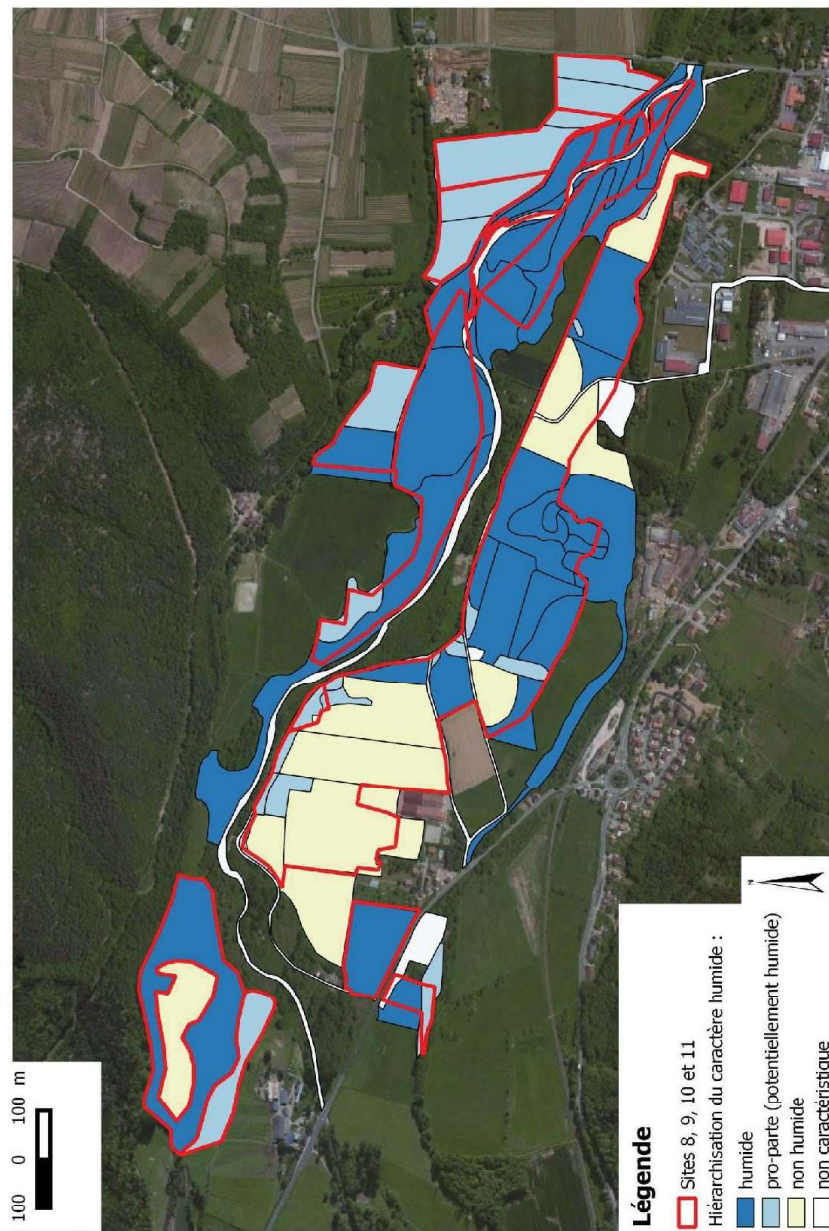 100 0 100 m
N
Légende
Sites 8, 9, 10 et 11
Hiérarchisation du caractère humide :
humide
pro-parte (potentiellement humide)
non humide
non caractéristique